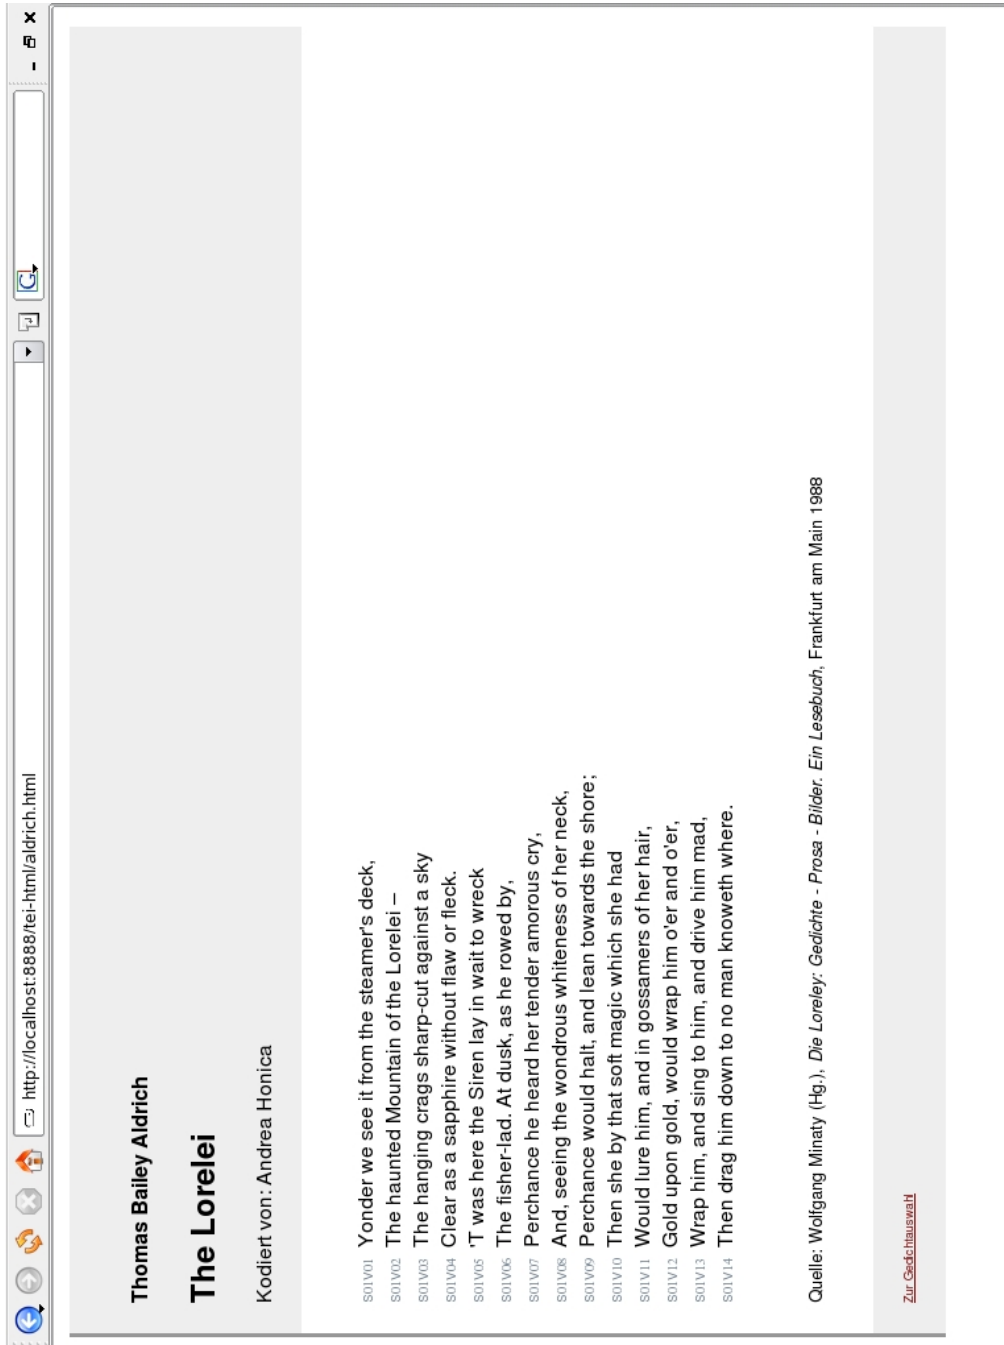 http://localhost:8888/tei-html/aldrich.html
Thomas Bailey Aldrich
The Lorelei
Kodiert von: Andrea Honica
S01V01 Yonder we see it from the steamer's deck,
S01V02 The haunted Mountain of the Lorelei –
S01V03 The hanging crags sharp-cut against a sky
S01V04 Clear as a sapphire without flaw or fleck.
S01V05 'T was here the Siren lay in wait to wreck
S01V06 The fisher-lad. At dusk, as he rowed by,
S01V07 Perchance he heard her tender amorous cry,
S01V08 And, seeing the wondrous whiteness of her neck,
S01V09 Perchance would halt, and lean towards the shore;
S01V10 Then she by that soft magic which she had
S01V11 Would lure him, and in gossamers of her hair,
S01V12 Gold upon gold, would wrap him o'er and o'er,
S01V13 Wrap him, and sing to him, and drive him mad,
S01V14 Then drag him down to no man knoweth where.
Quelle: Wolfgang Minaty (Hg.), Die Loreley: Gedichte - Prosa - Bilder. Ein Lesebuch, Frankfurt am Main 1988
Zur Gedichtauswahl